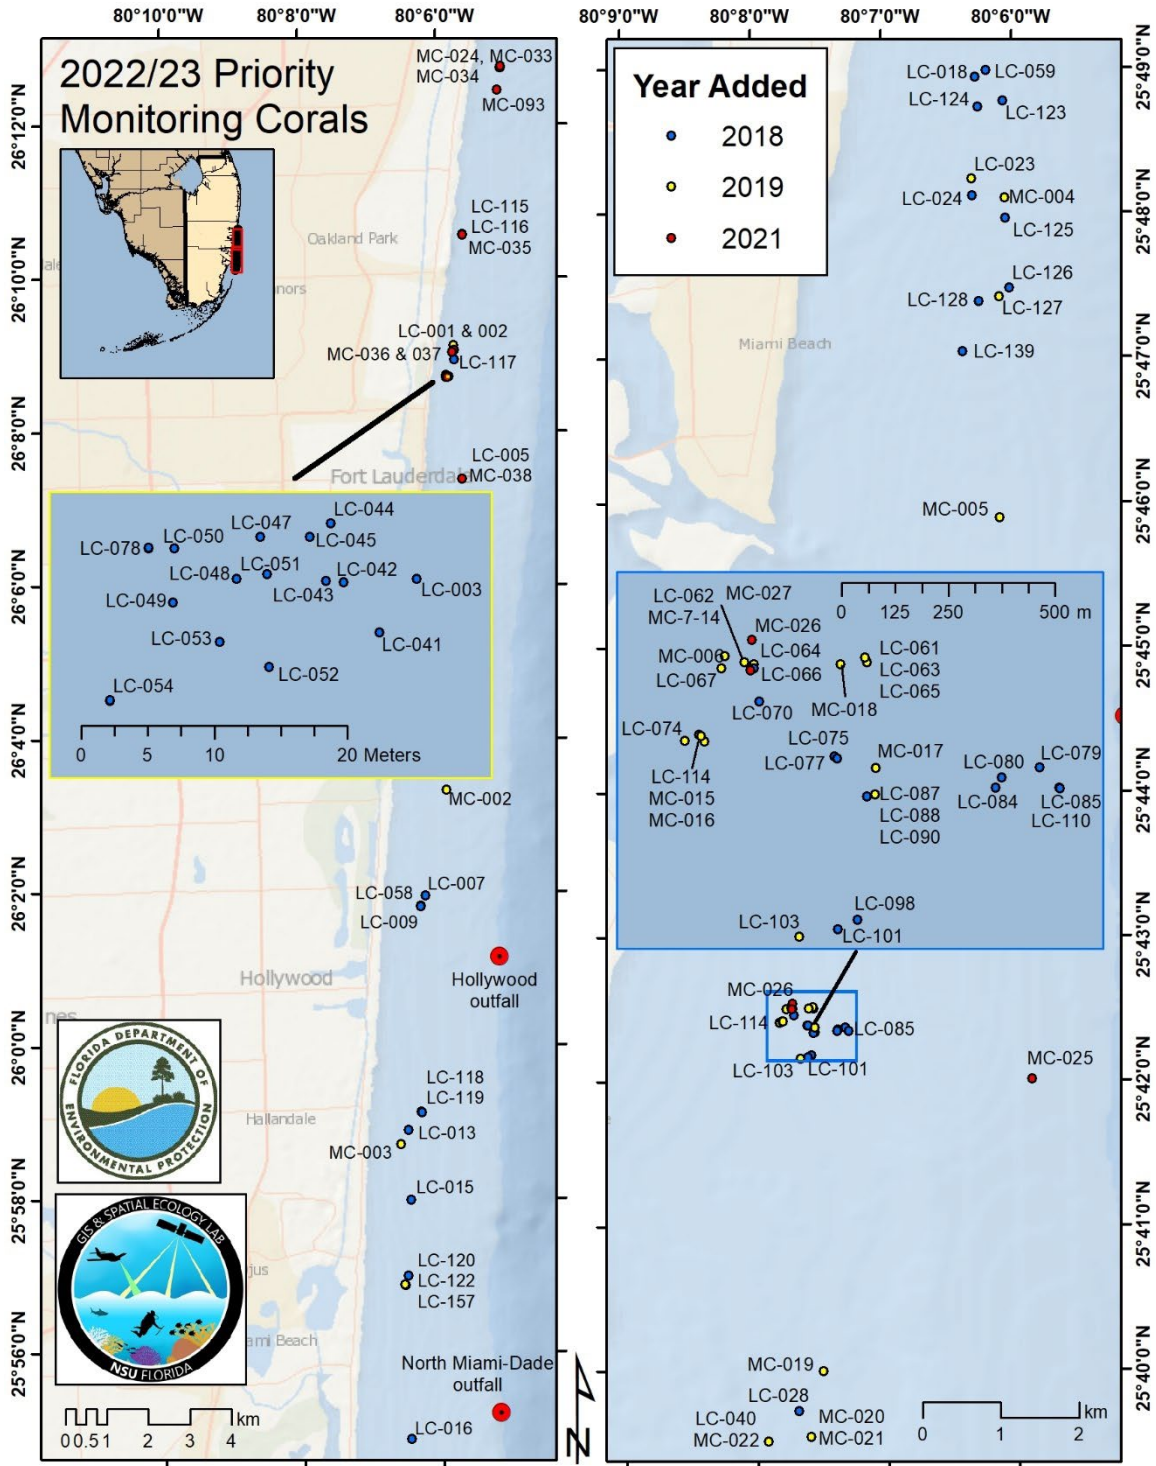 80°10'0"W 80°8'0"W 80°6'0"W
80°9'0"W 80°8'0"W 80°7'0"W 80°6'0"W
2022/23 Priority
Monitoring Corals
MC-024, MC-033
MC-034
MC-093
26°12'0"N
LC-115
LC-116
MC-035
Oakland Park
26°10'0"N
LC-001 & 002
MC-036 & 037
LC-117
26°8'0"N
LC-005
MC-038
Fort Lauderdale
LC-044
LC-047
LC-045
LC-050
LC-078
LC-051
LC-048
LC-042
LC-043
LC-003
LC-049
LC-053
LC-041
LC-052
LC-054
0 5 10 20 Meters
26°6'0"N
26°4'0"N
MC-002
26°2'0"N
LC-007
LC-058
LC-009
Hollywood
Hollywood
outfall
nes
26°0'0"N
FLORIDA DEPARTMENT OF
ENVIRONMENTAL PROTECTION
LC-118
LC-119
Hallandale
LC-013
MC-003
25°58'0"N
LC-015
GIS & SPATIAL ECOLOGY LAB
NSU FLORIDA
LC-120
LC-122
LC-157
jus
ami Beach
25°56'0"N
North Miami-Dade
outfall
LC-016
km
0 0.5 1 2 3 4
N
Year Added
2018
2019
2021
LC-018
LC-059
LC-124
LC-123
25°49'0"N
LC-023
LC-024
MC-004
LC-125
25°48'0"N
LC-126
LC-128
LC-127
LC-139
Miami Beach
25°47'0"N
MC-005
25°46'0"N
LC-062
MC-7-14
MC-027
MC-026
0 125 250 500 m
MC-006
LC-064
LC-066
LC-067
LC-061
LC-063
LC-065
MC-018
LC-070
25°45'0"N
LC-074
LC-075
LC-077
MC-017
LC-114
MC-015
MC-016
LC-087
LC-088
LC-090
LC-080
LC-079
LC-084
LC-085
LC-110
25°44'0"N
LC-098
LC-103
LC-101
25°43'0"N
MC-026
LC-114
LC-085
LC-103
LC-101
MC-025
25°42'0"N
25°41'0"N
25°40'0"N
MC-019
LC-028
LC-040
MC-022
MC-020
MC-021
km
0 1 2